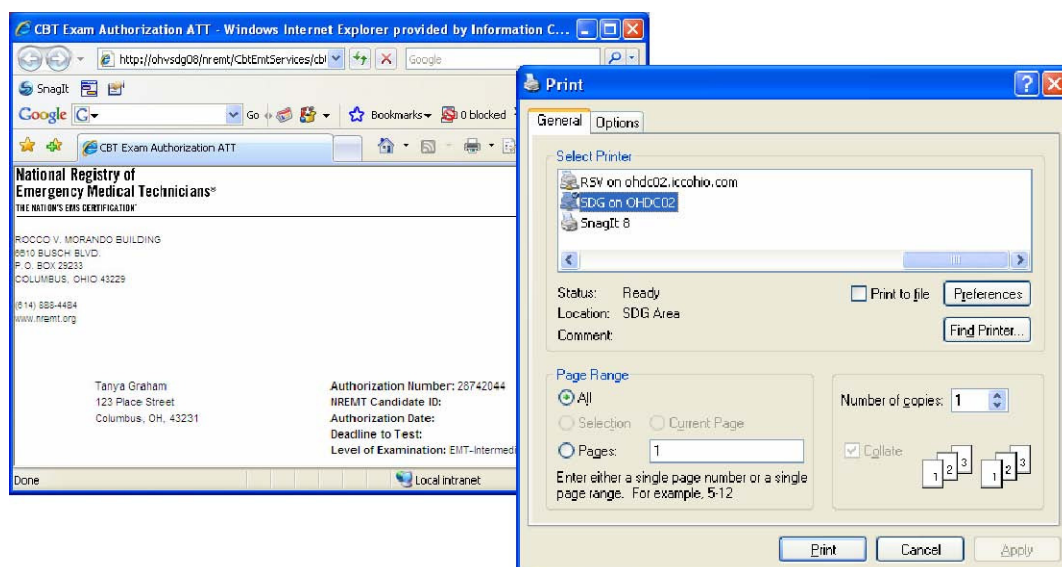 CBT Exam Authorization ATT - Windows Internet Explorer provided by Information C...
http://ohvsdg08/nremt/CbtEmtServices/cbt
Google
SnagIt
Google
G
Go
Bookmarks
0 blocked
CBT Exam Authorization ATT
National Registry of
Emergency Medical Technicians®
THE NATION'S EMS CERTIFICATION
ROCCO V. MORANDO BUILDING
6610 BUSCH BLVD.
P.O. BOX 29233
COLUMBUS, OHIO 43229
(614) 888-4484
www.nremt.org
Tanya Graham
123 Place Street
Columbus, OH, 43231
Authorization Number: 28742044
NREMT Candidate ID:
Authorization Date:
Deadline to Test:
Level of Examination: EMT-Intermedi
Done
Local intranet
Print
General
Options
Select Printer
RSV on ohdc02.iccohio.com
SDG on OHDC02
SnagIt 8
Status: Ready
Location: SDG Area
Comment:
Print to file
Preferences
Find Printer...
Page Range
All
Selection
Current Page
Pages: 1
Enter either a single page number or a single
page range. For example, 5-12
Number of copies: 1
Collate
1 2 3
1 2 3
Print
Cancel
Apply